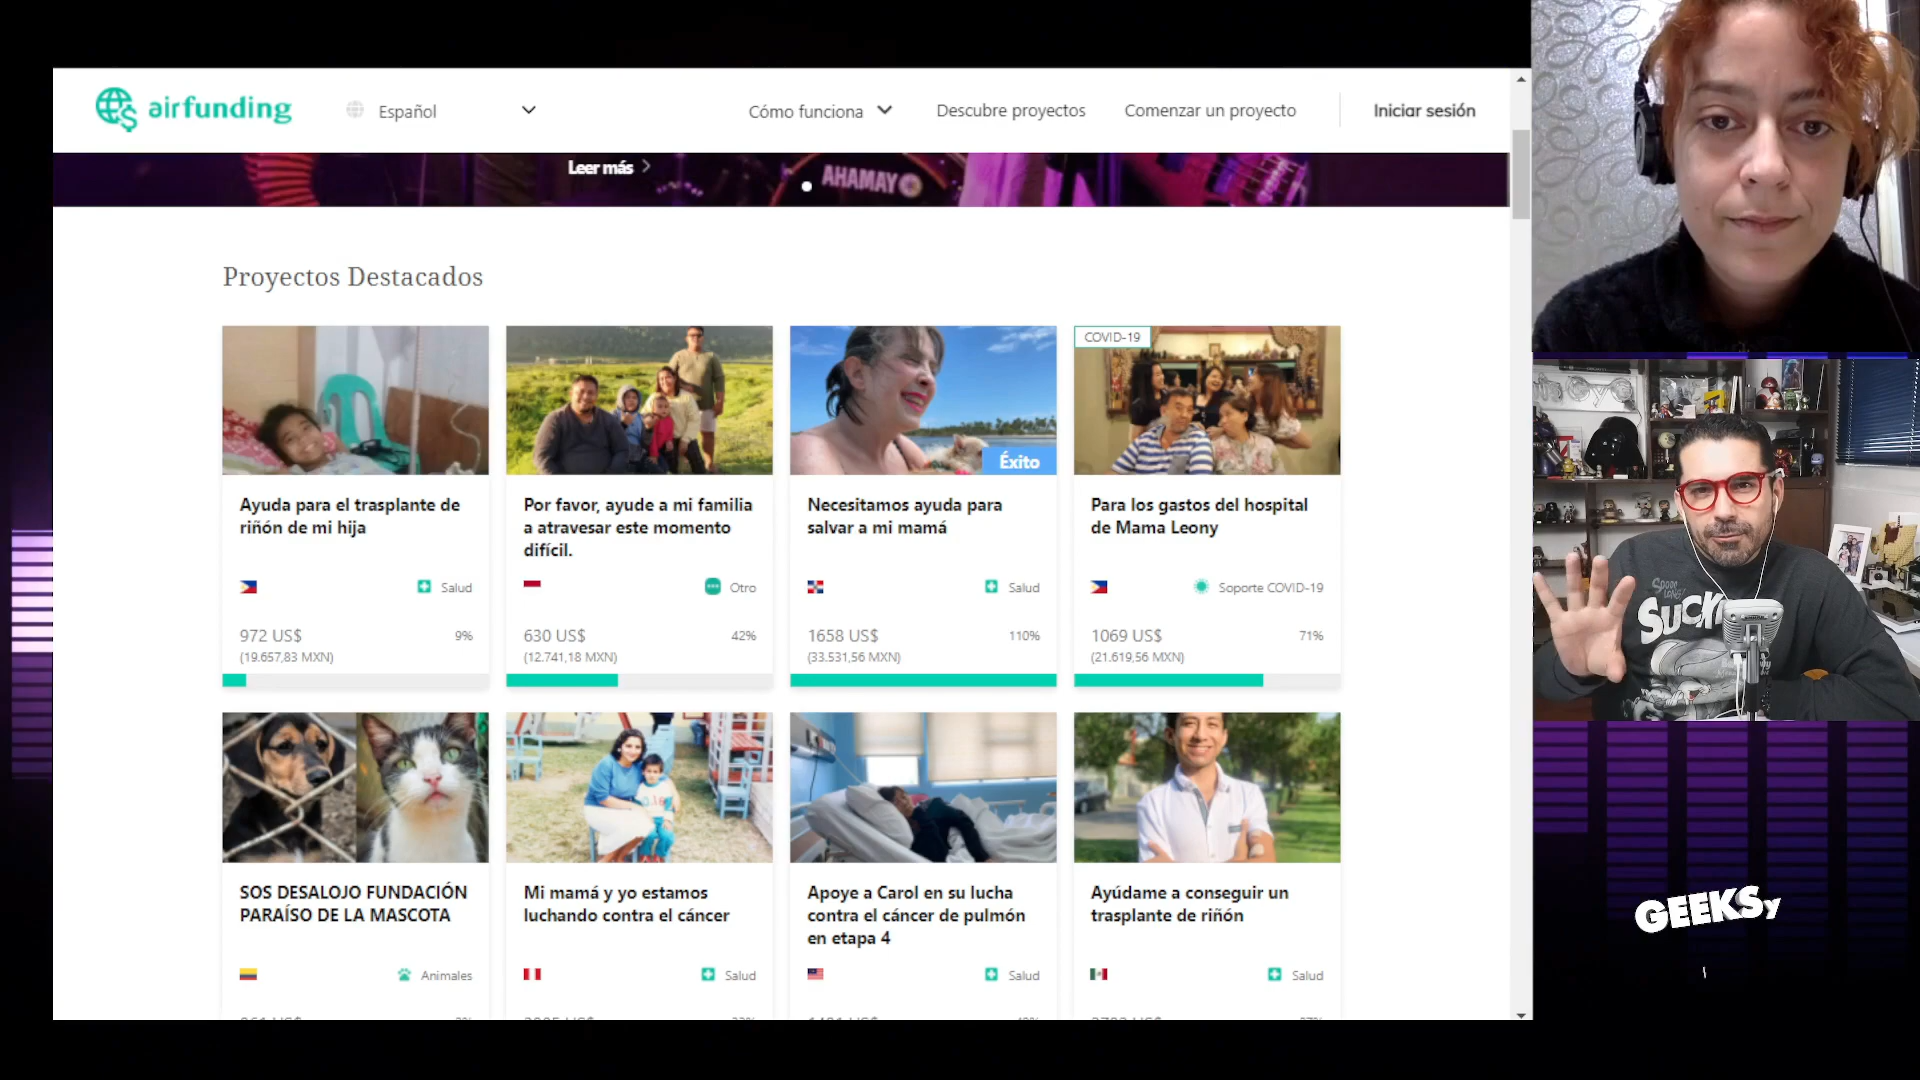 airfunding
Español
Cómo funciona
Descubre proyectos
Comenzar un proyecto
Iniciar sesión
Leer más
AHAMAY
Proyectos Destacados
COVID-19
Éxito
Ayuda para el trasplante de
riñón de mi hija
Salud
972 US$
9%
(19.657,83 MXN)
Por favor, ayude a mi familia
a atravesar este momento
difícil.
Otro
630 US$
42%
(12.741,18 MXN)
Necesitamos ayuda para
salvar a mi mamá
Salud
1658 US$
110%
(33.531,56 MXN)
Para los gastos del hospital
de Mama Leony
Soporte COVID-19
1069 US$
71%
(21.619,56 MXN)
SOS DESALOJO FUNDACIÓN
PARAÍSO DE LA MASCOTA
Animales
Mi mamá y yo estamos
luchando contra el cáncer
Salud
Apoye a Carol en su lucha
contra el cáncer de pulmón
en etapa 4
Salud
Ayúdame a conseguir un
trasplante de riñón
Salud
GEEKSy